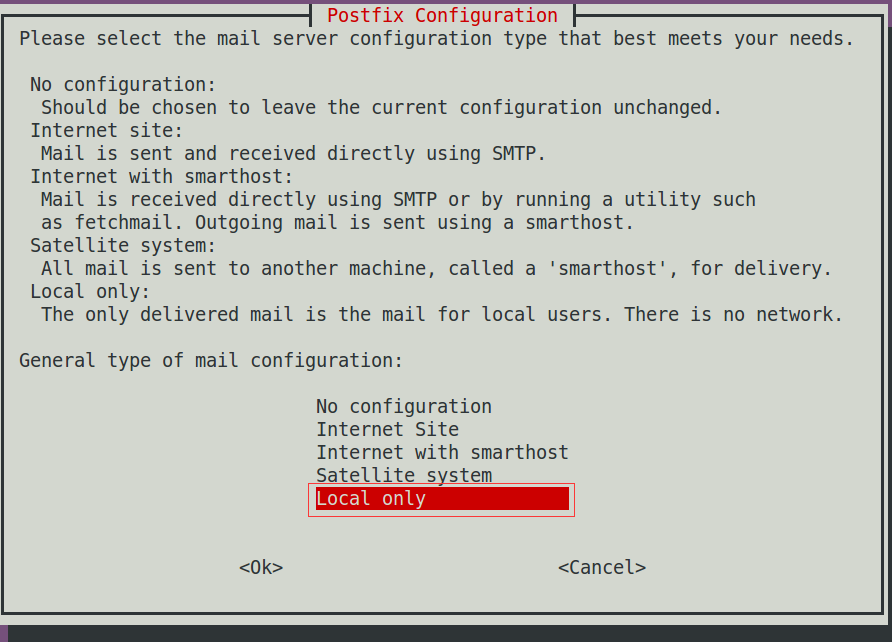 Postfix Configuration
Please select the mail server configuration type that best meets your needs.
No configuration:
Should be chosen to leave the current configuration unchanged.
Internet site:
Mail is sent and received directly using SMTP.
Internet with smarthost:
Mail is received directly using SMTP or by running a utility such
as fetchmail. Outgoing mail is sent using a smarthost.
Satellite system:
All mail is sent to another machine, called a 'smarthost', for delivery.
Local only:
The only delivered mail is the mail for local users. There is no network.
General type of mail configuration:
No configuration
Internet Site
Internet with smarthost
Satellite system
Local only
<Ok> <Cancel>